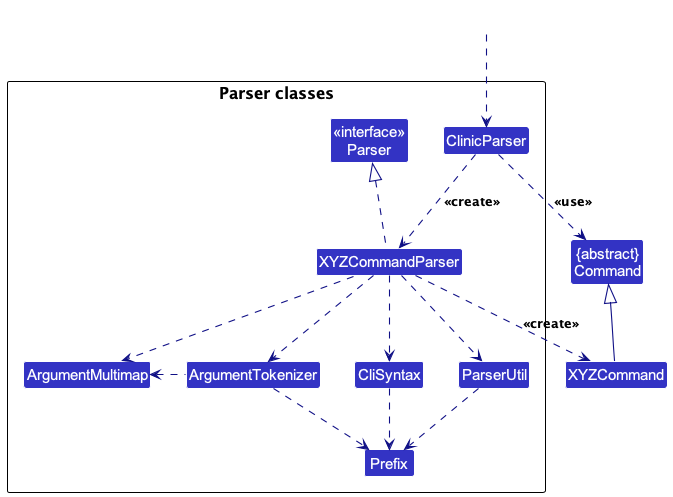 Parser classes
«interface»
Parser
ClinicParser
«create»
«use»
{abstract}
Command
XYZCommandParser
«create»
ArgumentMultimap
ArgumentTokenizer
CliSyntax
ParserUtil
XYZCommand
Prefix